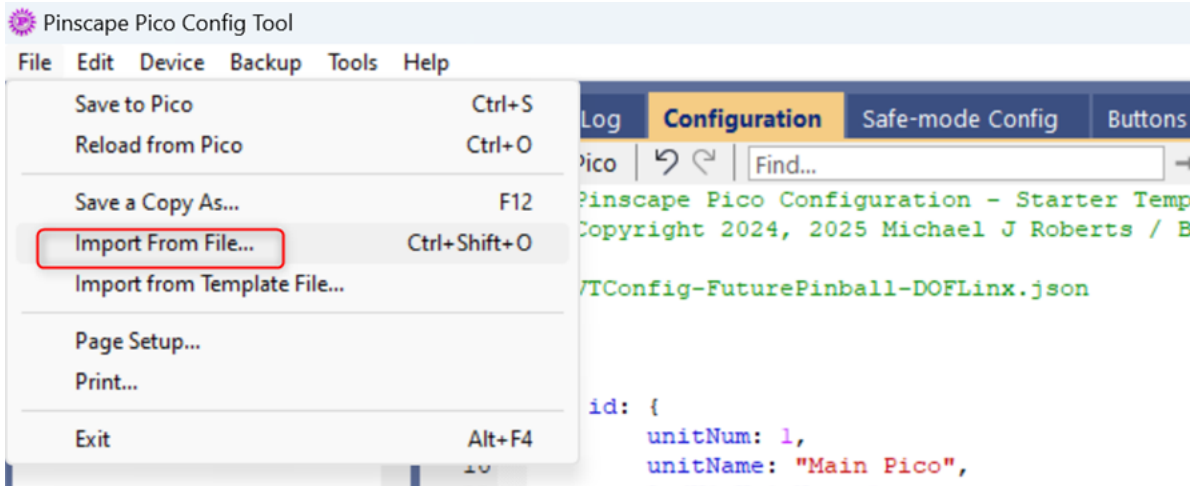 Pinscape Pico Config Tool
File Edit Device Backup Tools Help
Save to Pico Ctrl+S
Reload from Pico Ctrl+O
Save a Copy As... F12
Import From File... Ctrl+Shift+O
Import from Template File...
Page Setup...
Print...
Exit Alt+F4
Log Configuration Safe-mode Config Buttons
Pico Find...
Pinscape Pico Configuration - Starter Temp
Copyright 2024, 2025 Michael J Roberts / B
VTConfig-FuturePinball-DOFLinx.json
id: {
unitNum: 1,
unitName: "Main Pico",